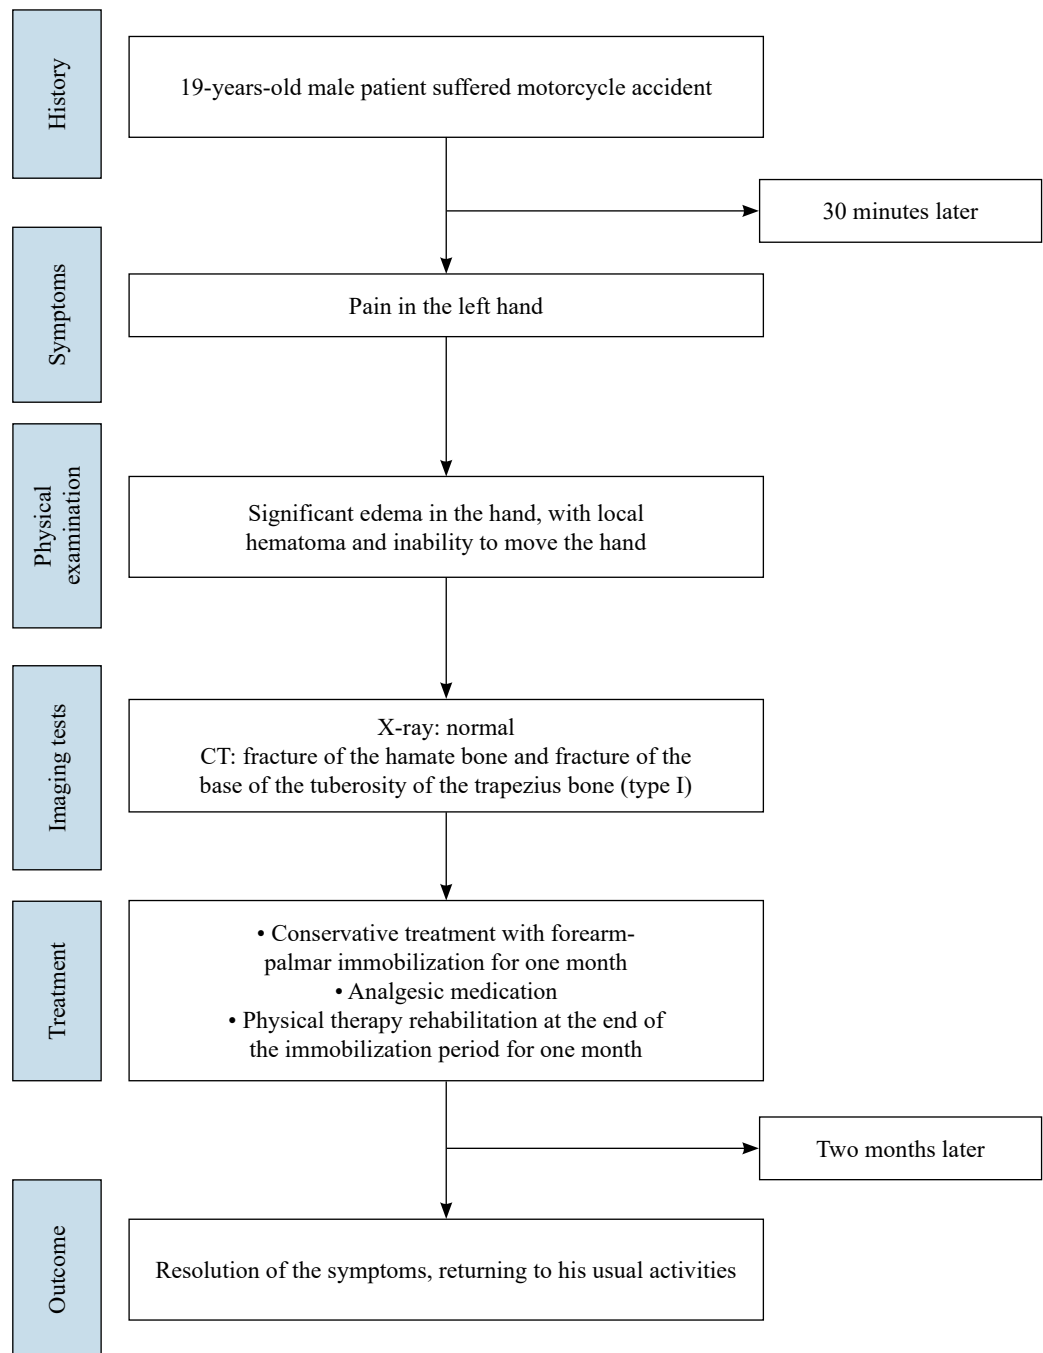 History
19-years-old male patient suffered motorcycle accident
30 minutes later
Symptoms
Pain in the left hand
Physical
examination
Significant edema in the hand, with local
hematoma and inability to move the hand
Imaging tests
X-ray: normal
CT: fracture of the hamate bone and fracture of the
base of the tuberosity of the trapezius bone (type I)
Treatment
• Conservative treatment with forearm-
palmar immobilization for one month
• Analgesic medication
• Physical therapy rehabilitation at the end of
the immobilization period for one month
Two months later
Outcome
Resolution of the symptoms, returning to his usual activities